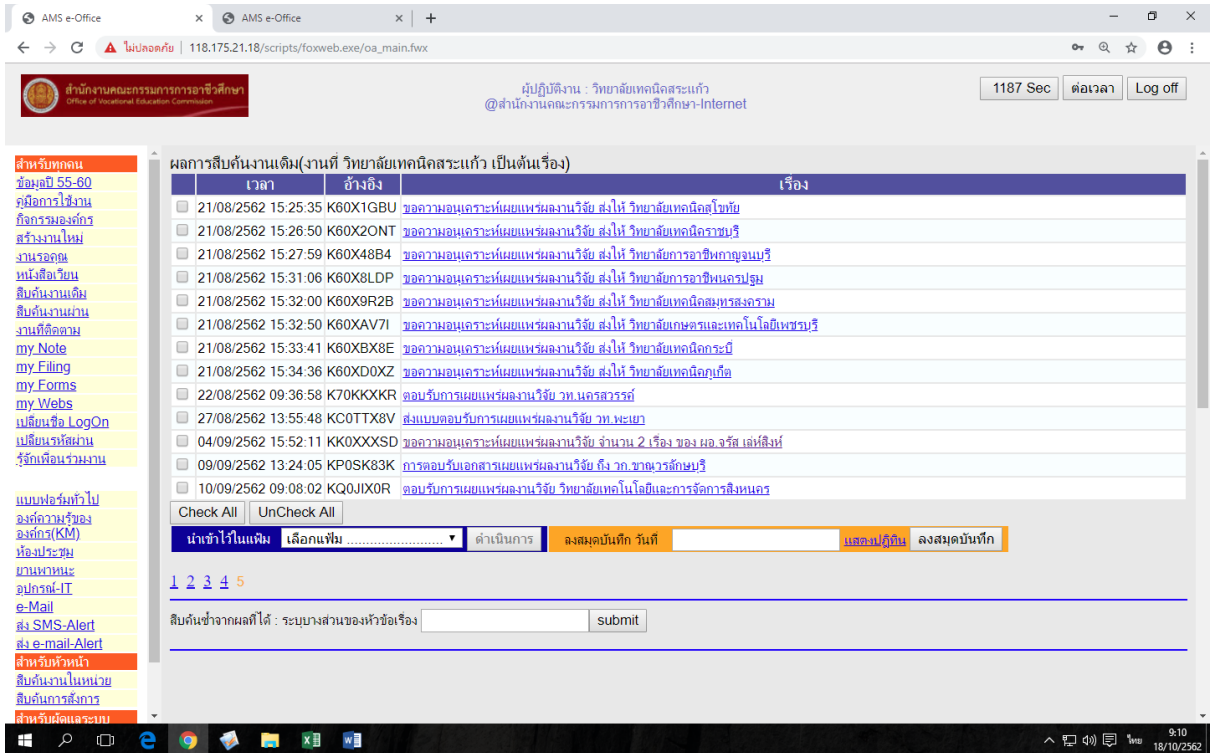 AMS e-Office
AMS e-Office
ไม่ปลอดภัย 118.175.21.18/scripts/foxweb.exe/oa_main.fwx
สำนักงานคณะกรรมการการอาชีวศึกษา
Office of Vocational Education Commission
ผู้ปฏิบัติงาน : วิทยาลัยเทคนิคสระแก้ว
@สำนักงานคณะกรรมการการอาชีวศึกษา-Internet
1187 Sec ต่อเวลา Log off
สำหรับทุกคน
ข้อมูลปี 55-60
คู่มือการใช้งาน
กิจกรรมองค์กร
สร้างงานใหม่
งานรอคุณ
หนังสือเวียน
สืบค้นงานเดิม
สืบค้นงานผ่าน
งานที่ติดตาม
my Note
my Filing
my Forms
my Webs
เปลี่ยนชื่อ LogOn
เปลี่ยนรหัสผ่าน
รู้จักเพื่อนร่วมงาน
แบบฟอร์มทั่วไป
องค์ความรู้ของ
องค์กร(KM)
ห้องประชุม
ยานพาหนะ
อุปกรณ์-IT
e-Mail
ส่ง SMS-Alert
ส่ง e-mail-Alert
สำหรับหัวหน้า
สืบค้นงานในหน่วย
สืบค้นการสั่งการ
สำหรับผู้ดูแลระบบ
ผลการสืบค้นงานเดิม(งานที่ วิทยาลัยเทคนิคสระแก้ว เป็นต้นเรื่อง)
เวลา อ้างอิง เรื่อง
21/08/2562 15:25:35 K60X1GBU ขอความอนุเคราะห์เผยแพร่ผลงานวิจัย ส่งให้ วิทยาลัยเทคนิคสุโขทัย
21/08/2562 15:26:50 K60X2ONT ขอความอนุเคราะห์เผยแพร่ผลงานวิจัย ส่งให้ วิทยาลัยเทคนิคราชบุรี
21/08/2562 15:27:59 K60X48B4 ขอความอนุเคราะห์เผยแพร่ผลงานวิจัย ส่งให้ วิทยาลัยการอาชีพกาญจนบุรี
21/08/2562 15:31:06 K60X8LDP ขอความอนุเคราะห์เผยแพร่ผลงานวิจัย ส่งให้ วิทยาลัยการอาชีพนครปฐม
21/08/2562 15:32:00 K60X9R2B ขอความอนุเคราะห์เผยแพร่ผลงานวิจัย ส่งให้ วิทยาลัยเทคนิคสมุทรสงคราม
21/08/2562 15:32:50 K60XAV7I ขอความอนุเคราะห์เผยแพร่ผลงานวิจัย ส่งให้ วิทยาลัยเกษตรและเทคโนโลยีเพชรบุรี
21/08/2562 15:33:41 K60XBX8E ขอความอนุเคราะห์เผยแพร่ผลงานวิจัย ส่งให้ วิทยาลัยเทคนิคกระบี่
21/08/2562 15:34:36 K60XD0XZ ขอความอนุเคราะห์เผยแพร่ผลงานวิจัย ส่งให้ วิทยาลัยเทคนิคภูเก็ต
22/08/2562 09:36:58 K70KKXKR ตอบรับการเผยแพร่ผลงานวิจัย วท.นครสวรรค์
27/08/2562 13:55:48 KC0TTX8V ส่งแบบตอบรับการเผยแพร่ผลงานวิจัย วท.พะเยา
04/09/2562 15:52:11 KK0XXXSD ขอความอนุเคราะห์เผยแพร่ผลงานวิจัย จำนวน 2 เรื่อง ของ ผอ.จรัส เล่ห์สิงห์
09/09/2562 13:24:05 KP0SK83K การตอบรับเอกสารเผยแพร่ผลงานวิจัย ถึง วก.ขาณุวรลักษบุรี
10/09/2562 09:08:02 KQ0JIX0R ตอบรับการเผยแพร่ผลงานวิจัย วิทยาลัยเทคโนโลยีและการจัดการสิงหนคร
Check All UnCheck All
นำเข้าไว้ในแฟ้ม เลือกแฟ้ม ........................ ดำเนินการ ลงสมุดบันทึก วันที่ แสดงปฏิทิน ลงสมุดบันทึก
1 2 3 4 5
สืบค้นซ้ำจากผลที่ได้ : ระบุบางส่วนของหัวข้อเรื่อง submit
ไทย
9:10
18/10/2562